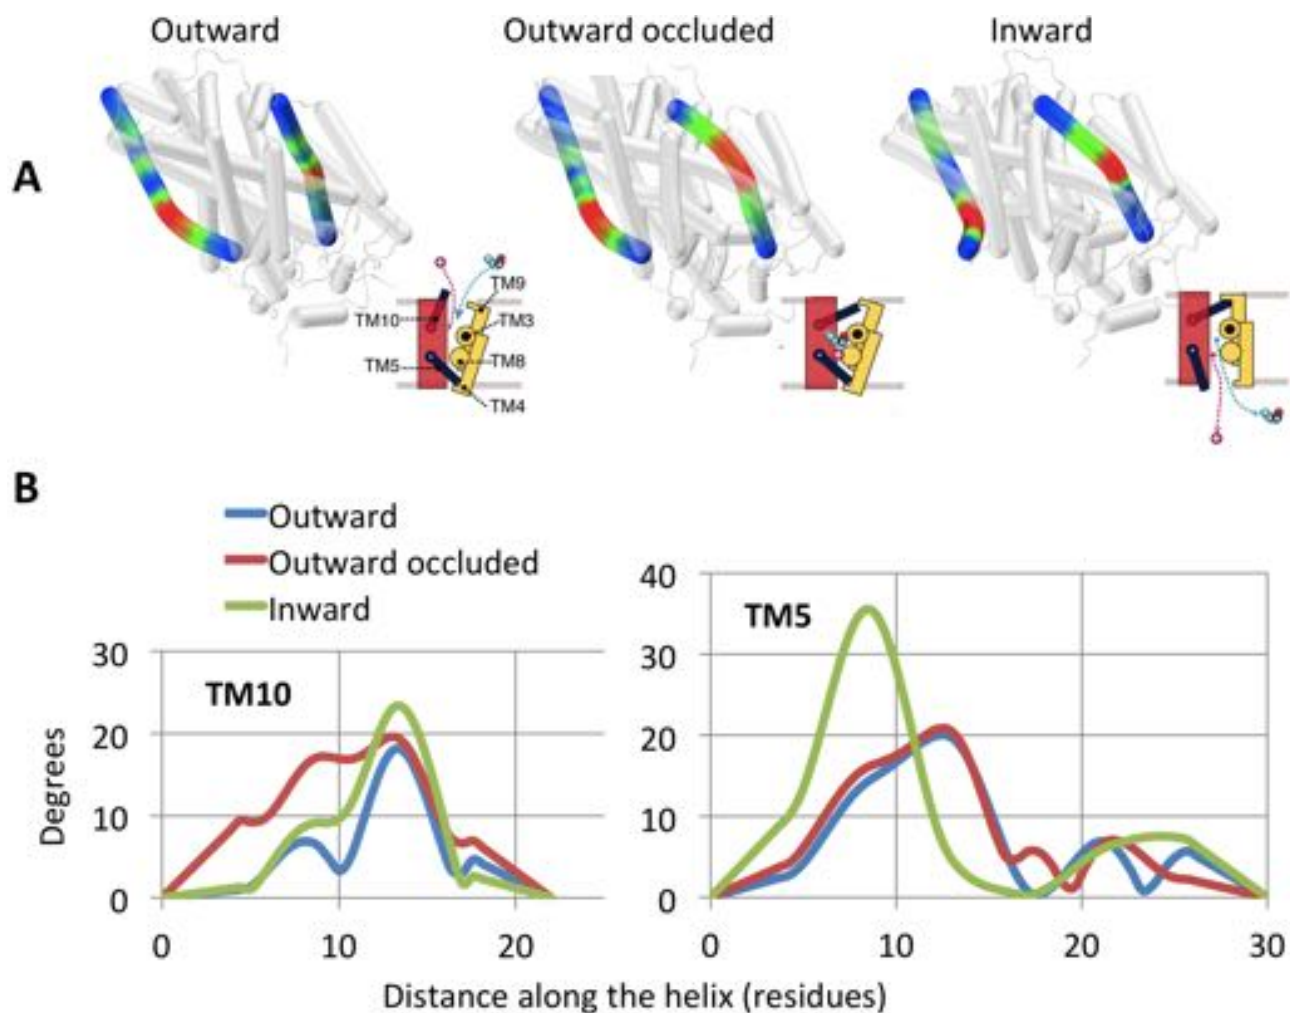 Outward
Outward occluded
Inward
A
TM9
TM10
TM3
TM5
TM8
TM4
B
Outward
Outward occluded
Inward
TM10
TM5
Degrees
30
20
10
0
40
30
20
10
0
0
10
20
0
10
20
30
Distance along the helix (residues)